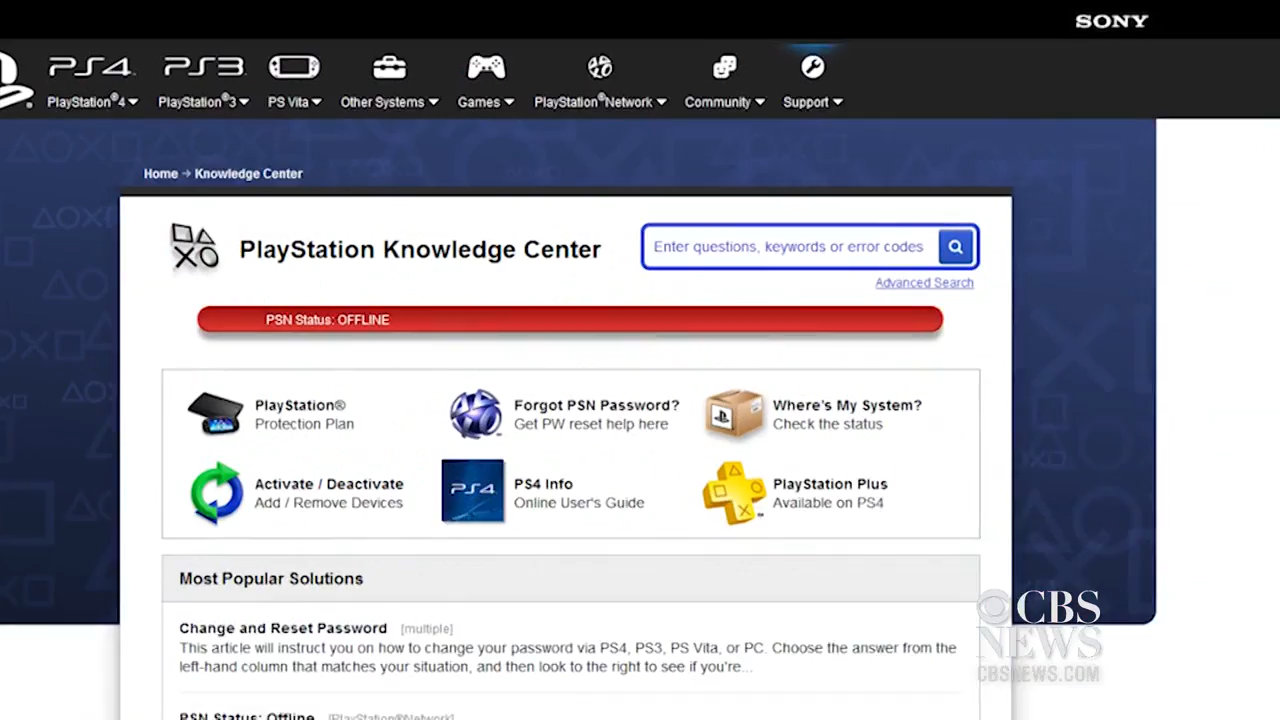 SONY
PS4
PS3
PlayStation®4
PlayStation®3
PS Vita
Other Systems
Games
PlayStation®Network
Community
Support
Home → Knowledge Center
PlayStation Knowledge Center
Enter questions, keywords or error codes
Advanced Search
PSN Status: OFFLINE
PlayStation®
Protection Plan
Forgot PSN Password?
Get PW reset help here
Where's My System?
Check the status
Activate / Deactivate
Add / Remove Devices
PS4
PS4 Info
Online User's Guide
PlayStation Plus
Available on PS4
Most Popular Solutions
Change and Reset Password [multiple]
This article will instruct you on how to change your password via PS4, PS3, PS Vita, or PC. Choose the answer from the
left-hand column that matches your situation, and then look to the right to see if you're...
PSN Status: Offline [PlayStation®Network]
CBS
NEWS
CBSNEWS.COM